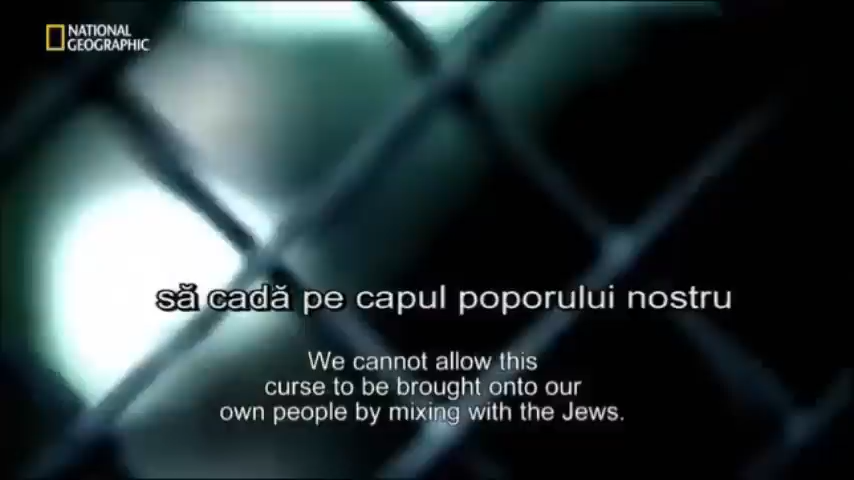 NATIONAL
GEOGRAPHIC
să cadă pe capul poporului nostru
We cannot allow this
curse to be brought onto our
own people by mixing with the Jews.